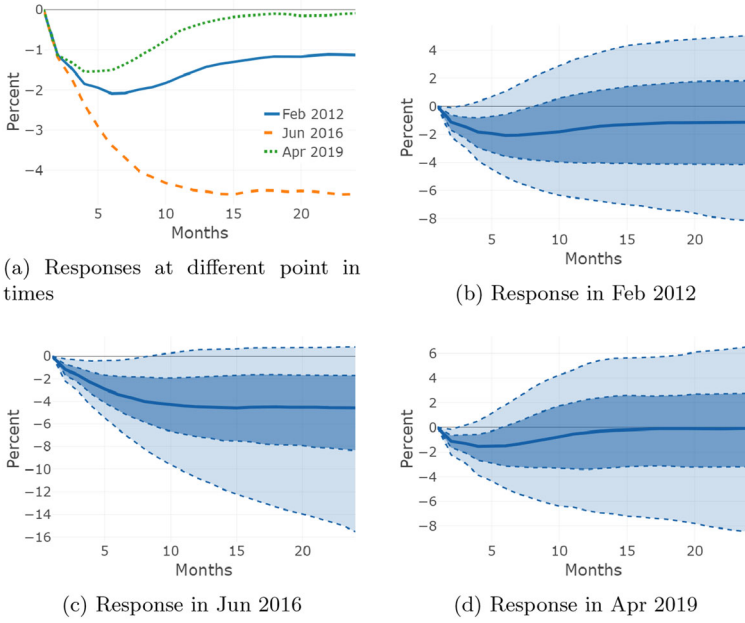 0
−1
−2
−3
−4
Percent
Feb 2012
Jun 2016
Apr 2019
5 10 15 20
Months
(a) Responses at different point in
times
4
2
0
−2
−4
−6
−8
Percent
5 10 15 20
Months
(b) Response in Feb 2012
0
−2
−4
−6
−8
−10
−12
−14
−16
Percent
5 10 15 20
Months
(c) Response in Jun 2016
6
4
2
0
−2
−4
−6
−8
Percent
5 10 15 20
Months
(d) Response in Apr 2019